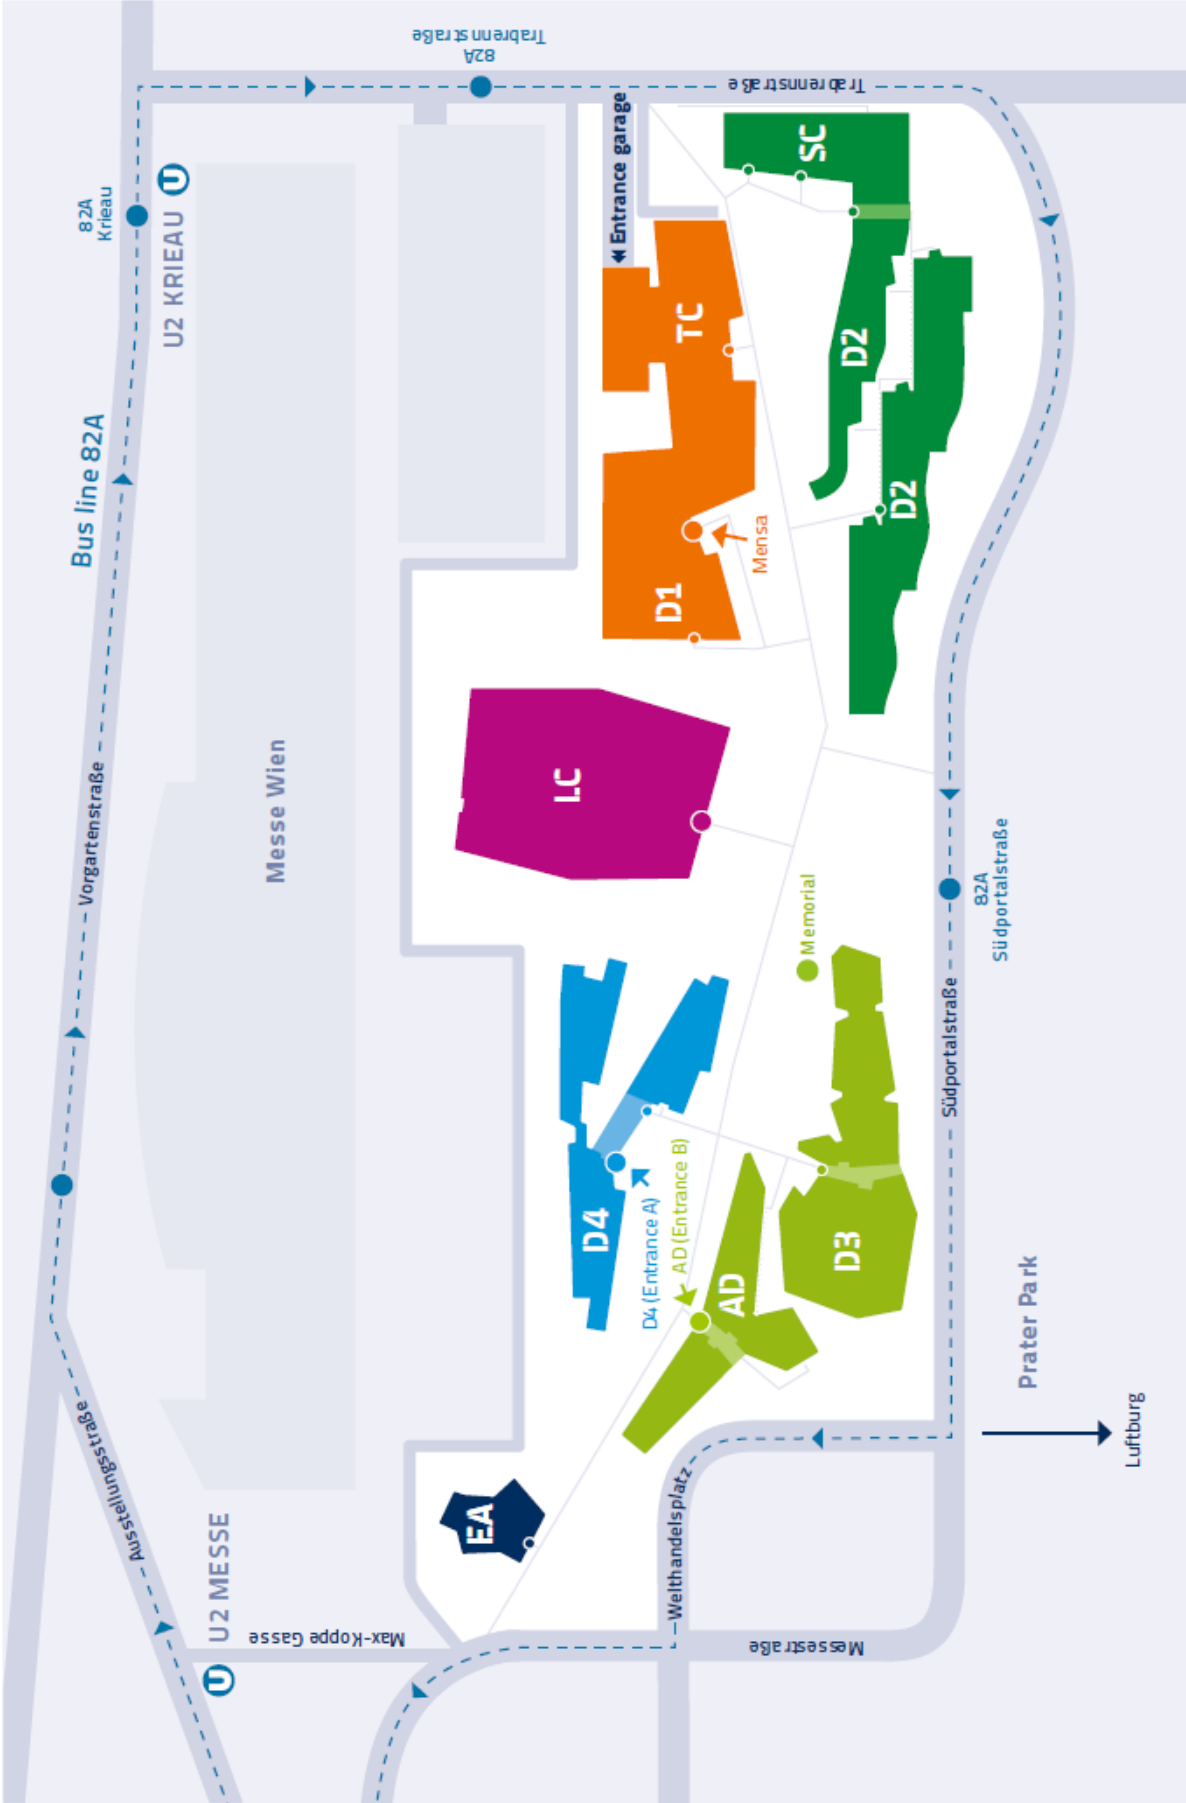 Bus line 82A
82A
Krieau
U2 KRIEAU
U
82A
Trabrennstraße
Trabrennstraße
Vorgartenstraße
Ausstellungsstraße
Messe Wien
U2 MESSE
U
Max-Koppe Gasse
Messestraße
Welthandelsplatz
Entrance garage
EA
D4
D4 (Entrance A)
AD (Entrance B)
AD
D3
Memorial
LC
D1
Mensa
TC
D2
D2
SC
Südportalstraße
82A
Südportalstraße
Prater Park
Luftburg